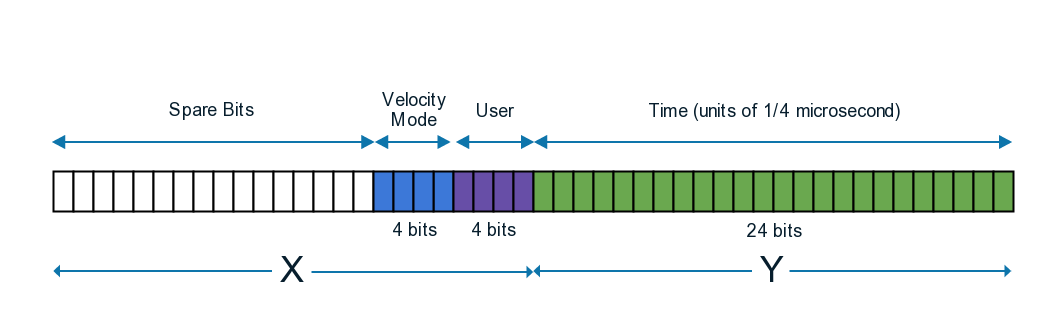 Spare Bits
Velocity
Mode
User
Time (units of 1/4 microsecond)
4 bits
4 bits
24 bits
X
Y